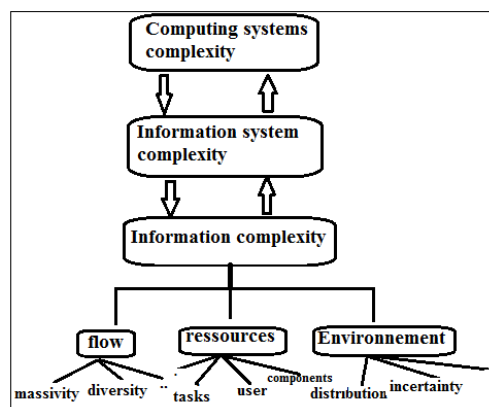 Computing systems
complexity
Information system
complexity
Information complexity
flow
ressources
Environnement
massivity
diversity
..
tasks
user
components
distribution
incertainty